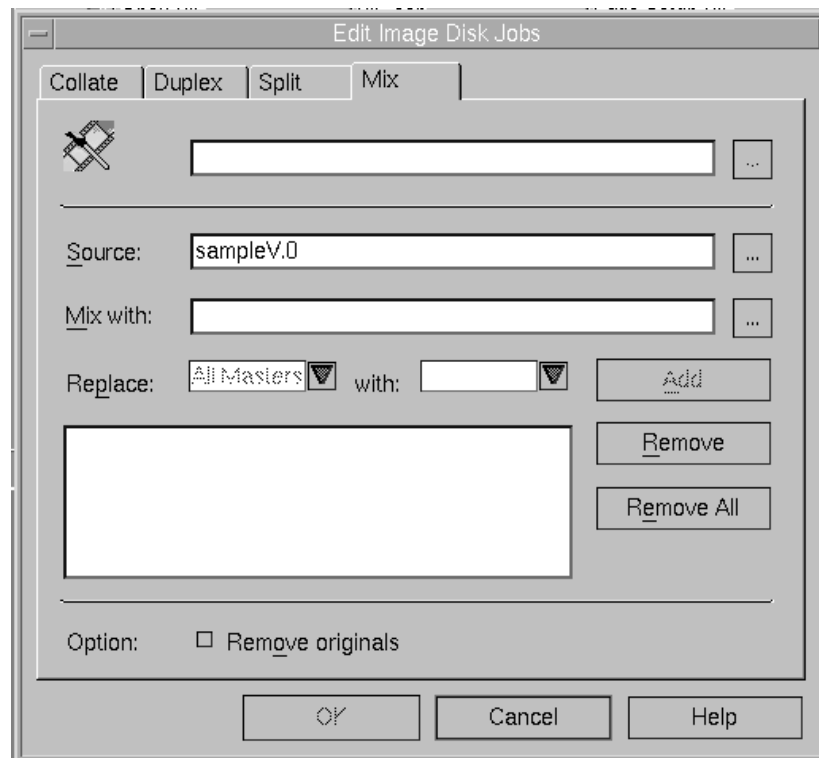 Edit Image Disk Jobs
Collate Duplex Split Mix
...
Source: sampleV.0 ...
Mix with: ...
Replace: All Masters with: Add
Remove
Remove All
Option: Remove originals
OK Cancel Help